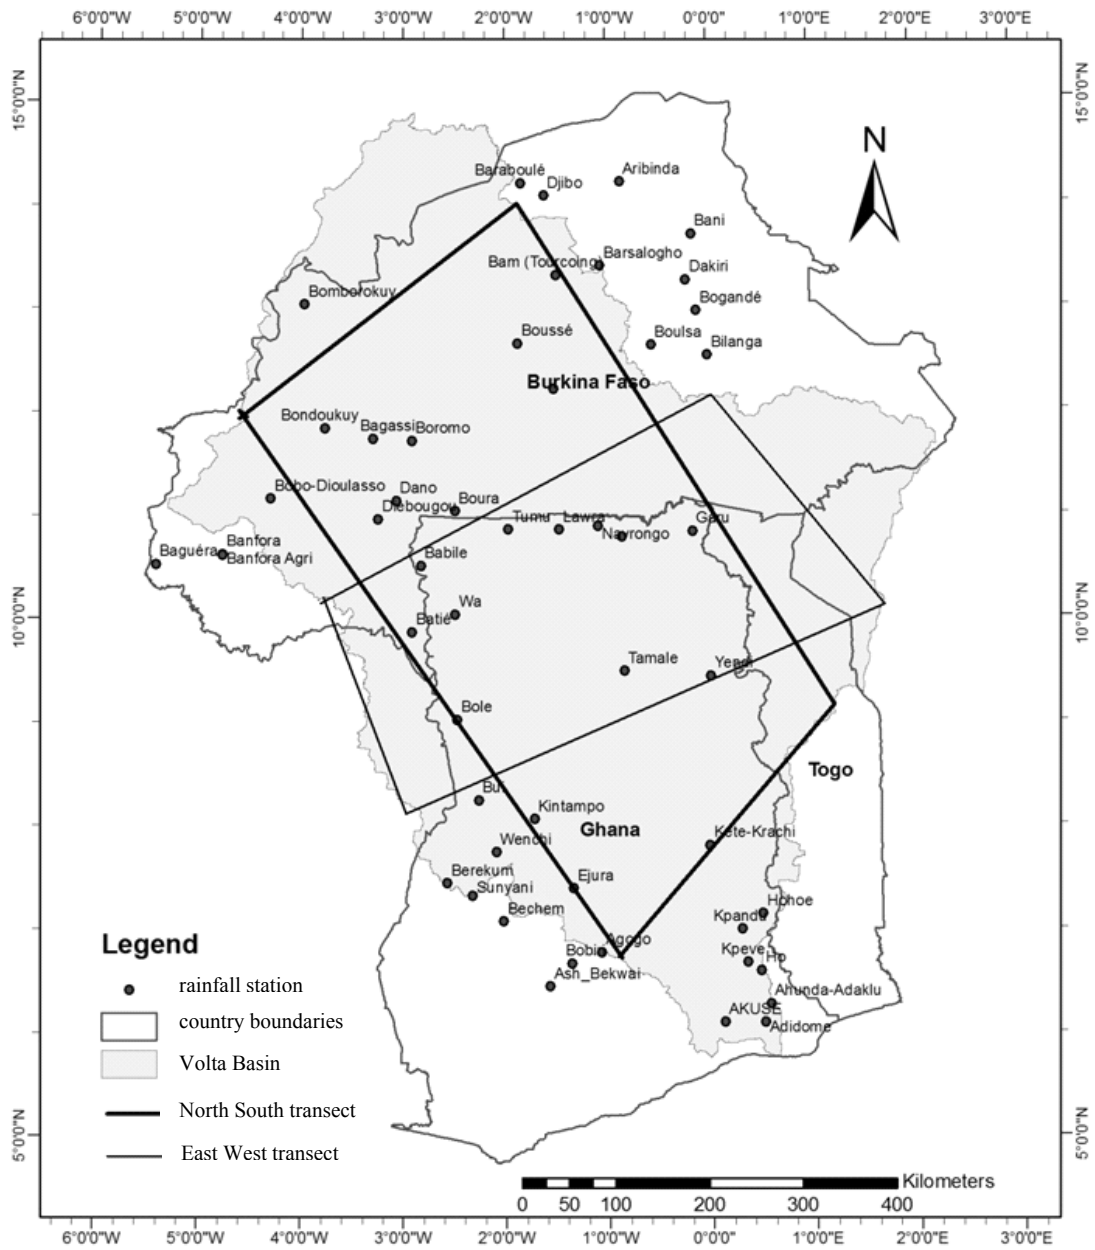 6°0'0"W 5°0'0"W 4°0'0"W 3°0'0"W 2°0'0"W 1°0'0"W 0°0'0" 1°0'0"E 2°0'0"E 3°0'0"E
15°0'0"N
15°0'0"N
N
Baraboulé
Aribinda
Djibo
Bani
Barsalogho
Bam (Tourcoing)
Dakiri
Bomborokuy
Bogandé
Boussé
Boulsa
Bilanga
Burkina Faso
Bondoukuy
Bagassi
Boromo
Bobo-Dioulasso
Dano
Boura
Diébougou
Tumu
Lawra
Navrongo
Garu
Banfora
Baguéra
Banfora Agri
Babile
10°0'0"N
10°0'0"N
Wa
Batié
Tamale
Yendi
Bole
Togo
Bui
Kintampo
Ghana
Kete-Krachi
Wenchi
Berekum
Sunyani
Ejura
Bechem
Hohoe
Kpandu
Agogo
Bobin
Kpeve
Ho
Ash_Bekwai
Ahunda-Adaklu
AKUSE
Adidome
Legend
rainfall station
country boundaries
Volta Basin
North South transect
East West transect
5°0'0"N
5°0'0"N
Kilometers
0 50 100 200 300 400
6°0'0"W 5°0'0"W 4°0'0"W 3°0'0"W 2°0'0"W 1°0'0"W 0°0'0" 1°0'0"E 2°0'0"E 3°0'0"E